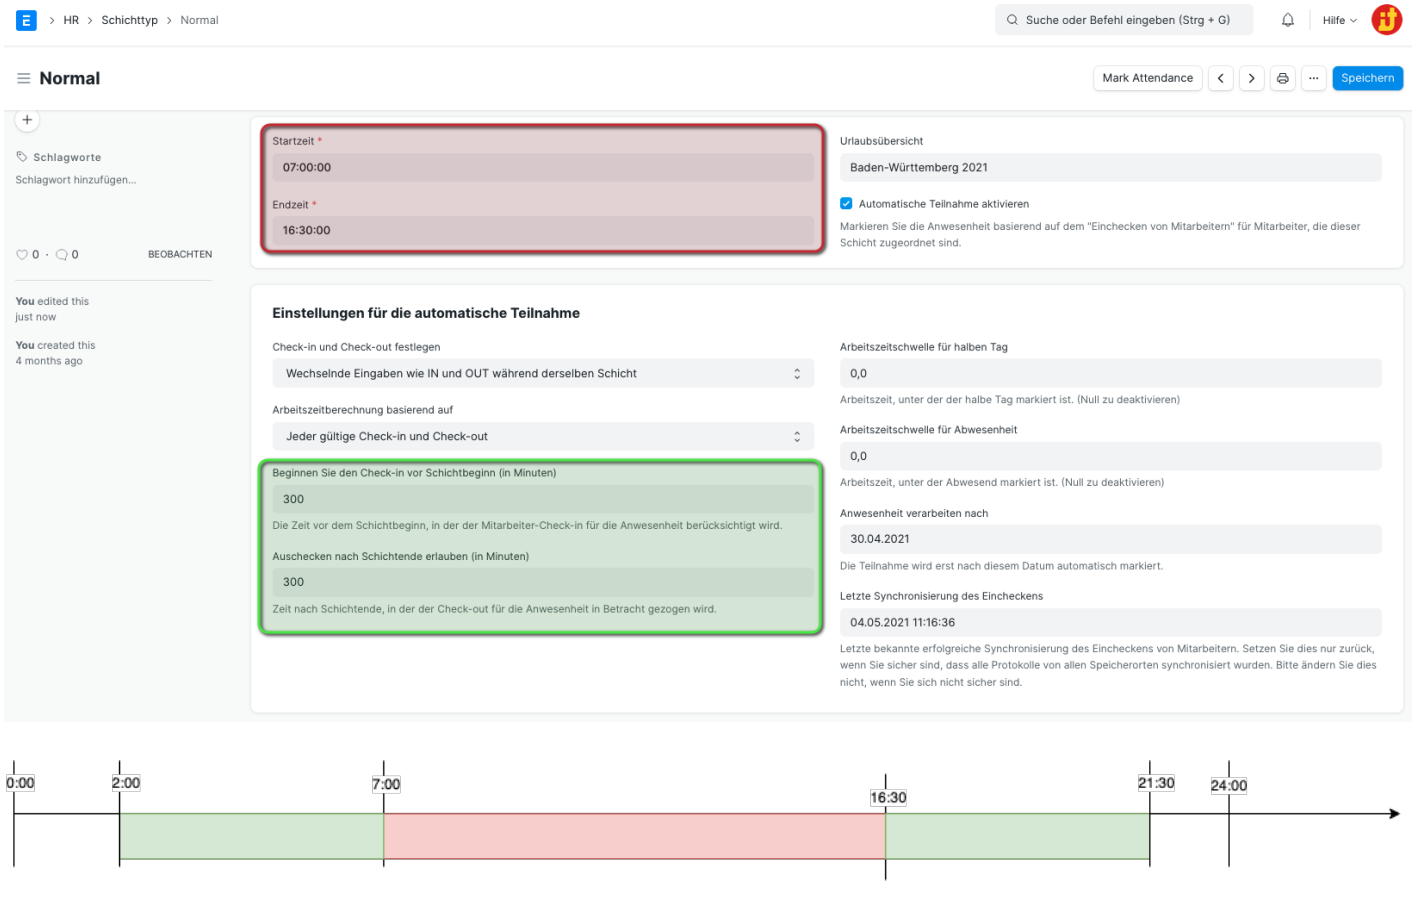 E > HR > Schichttyp > Normal
Suche oder Befehl eingeben (Strg + G)
Hilfe
Normal
Mark Attendance
Speichern
Schlagworte
Schlagwort hinzufügen...
0 · 0 BEOBACHTEN
You edited this
just now
You created this
4 months ago
Startzeit *
07:00:00
Endzeit *
16:30:00
Urlaubsübersicht
Baden-Württemberg 2021
Automatische Teilnahme aktivieren
Markieren Sie die Anwesenheit basierend auf dem "Einchecken von Mitarbeitern" für Mitarbeiter, die dieser
Schicht zugeordnet sind.
Einstellungen für die automatische Teilnahme
Check-in und Check-out festlegen
Wechselnde Eingaben wie IN und OUT während derselben Schicht
Arbeitszeitberechnung basierend auf
Jeder gültige Check-in und Check-out
Beginnen Sie den Check-in vor Schichtbeginn (in Minuten)
300
Die Zeit vor dem Schichtbeginn, in der der Mitarbeiter-Check-in für die Anwesenheit berücksichtigt wird.
Auschecken nach Schichtende erlauben (in Minuten)
300
Zeit nach Schichtende, in der der Check-out für die Anwesenheit in Betracht gezogen wird.
Arbeitszeitschwelle für halben Tag
0,0
Arbeitszeit, unter der der halbe Tag markiert ist. (Null zu deaktivieren)
Arbeitszeitschwelle für Abwesenheit
0,0
Arbeitszeit, unter der Abwesend markiert ist. (Null zu deaktivieren)
Anwesenheit verarbeiten nach
30.04.2021
Die Teilnahme wird erst nach diesem Datum automatisch markiert.
Letzte Synchronisierung des Eincheckens
04.05.2021 11:16:36
Letzte bekannte erfolgreiche Synchronisierung des Eincheckens von Mitarbeitern. Setzen Sie dies nur zurück,
wenn Sie sicher sind, dass alle Protokolle von allen Speicherorten synchronisiert wurden. Bitte ändern Sie dies
nicht, wenn Sie sich nicht sicher sind.
0:00 2:00 7:00 16:30 21:30 24:00